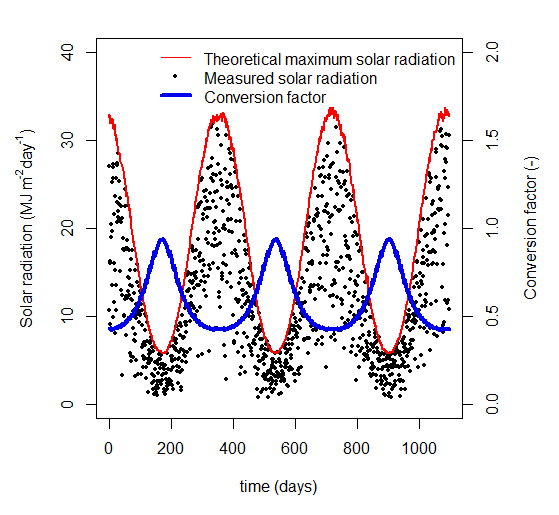 Theoretical maximum solar radiation
Measured solar radiation
Conversion factor
Solar radiation (MJ m⁻²day⁻¹)
40
30
20
10
0
2.0
1.5
1.0
0.5
0.0
Conversion factor (-)
0 200 400 600 800 1000
time (days)